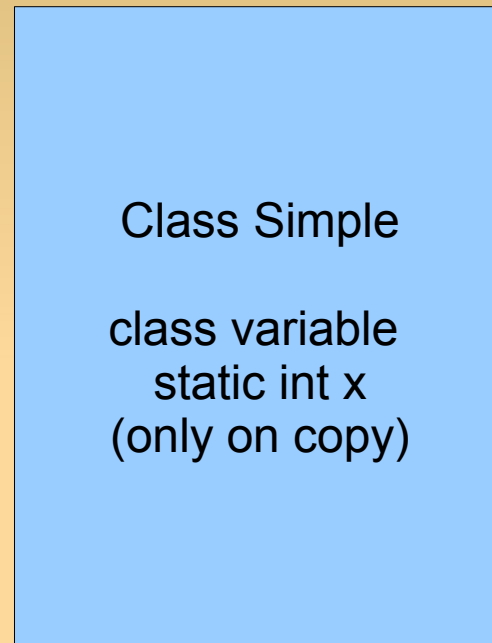 Class Simple
class variable
static int x
(only on copy)